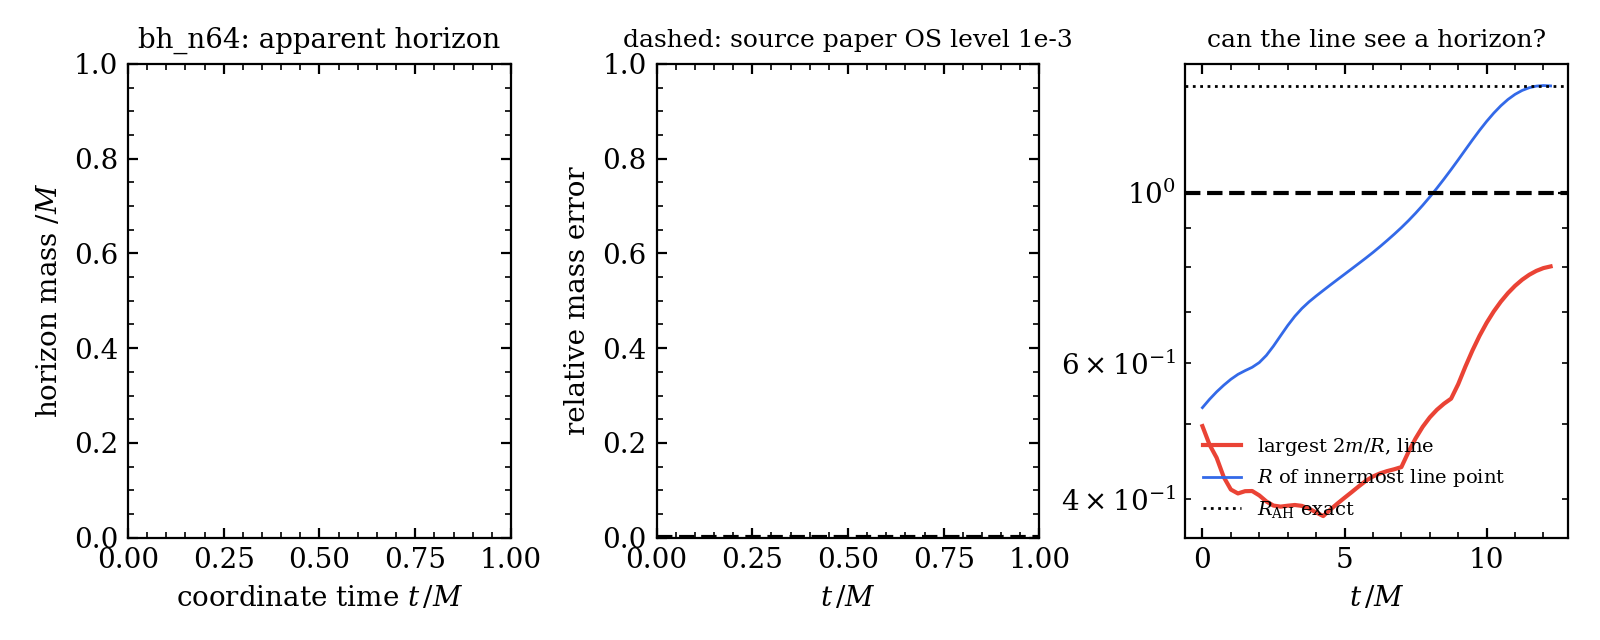 bh_n64: apparent horizon
1.0
0.8
0.6
0.4
0.2
0.0
horizon mass /M
0.00 0.25 0.50 0.75 1.00
coordinate time t/M
dashed: source paper OS level 1e-3
1.0
0.8
0.6
0.4
0.2
0.0
relative mass error
0.00 0.25 0.50 0.75 1.00
t/M
can the line see a horizon?
10⁰
6 × 10⁻¹
4 × 10⁻¹
largest 2m/R, line
R of innermost line point
R_AH exact
0 5 10
t/M